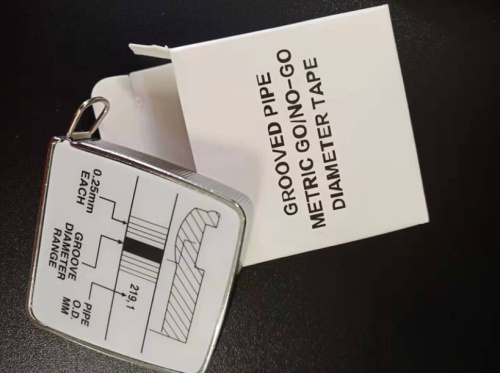 GROOVED PIPE
METRIC GO/NO-GO
DIAMETER TAPE
0.25mm
EACH
GROOVE
DIAMETER
RANGE
PIPE
O.D.
MM
219,1